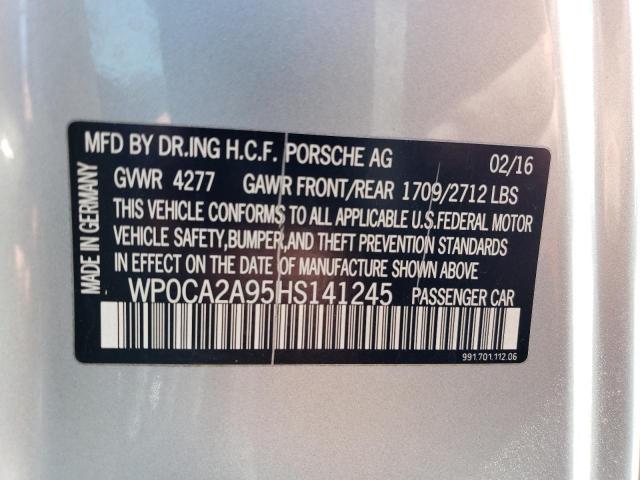 MFD BY DR.ING H.C.F. PORSCHE AG 02/16
GVWR 4277 GAWR FRONT/REAR 1709/2712 LBS
THIS VEHICLE CONFORMS TO ALL APPLICABLE U.S.FEDERAL MOTOR
VEHICLE SAFETY,BUMPER,AND THEFT PREVENTION STANDARDS
IN EFFECT ON THE DATE OF MANUFACTURE SHOWN ABOVE
WP0CA2A95HS141245 PASSENGER CAR
991.701.112.06
MADE IN GERMANY